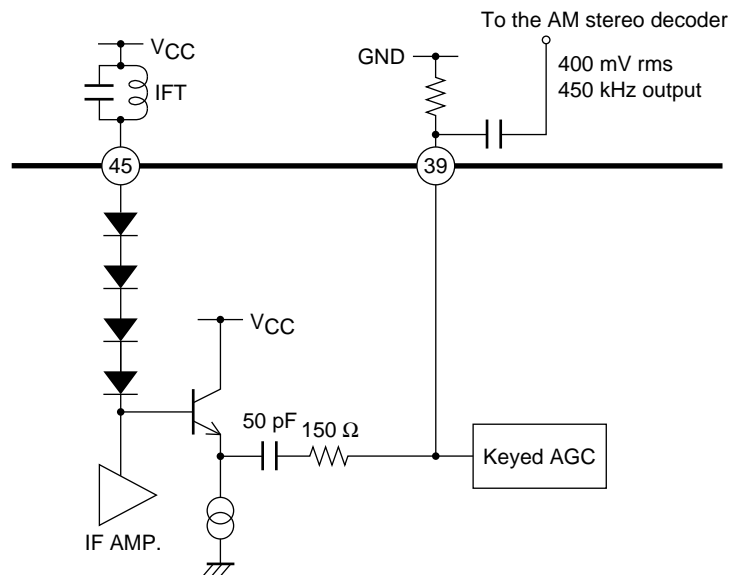 To the AM stereo decoder
VCC
GND
400 mV rms
450 kHz output
IFT
45
39
VCC
50 pF
150 Ω
Keyed AGC
IF AMP.